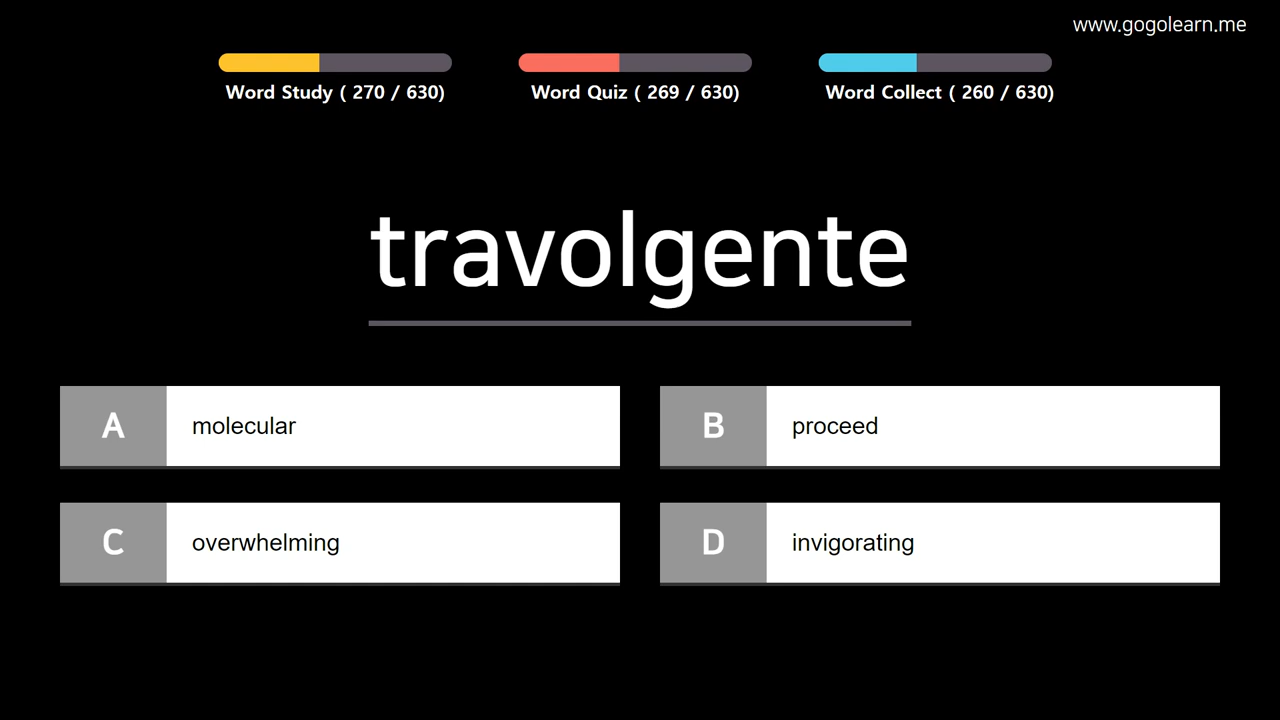 www.gogolearn.me
Word Study ( 270 / 630)
Word Quiz ( 269 / 630)
Word Collect ( 260 / 630)
travolgente
A molecular
B proceed
C overwhelming
D invigorating